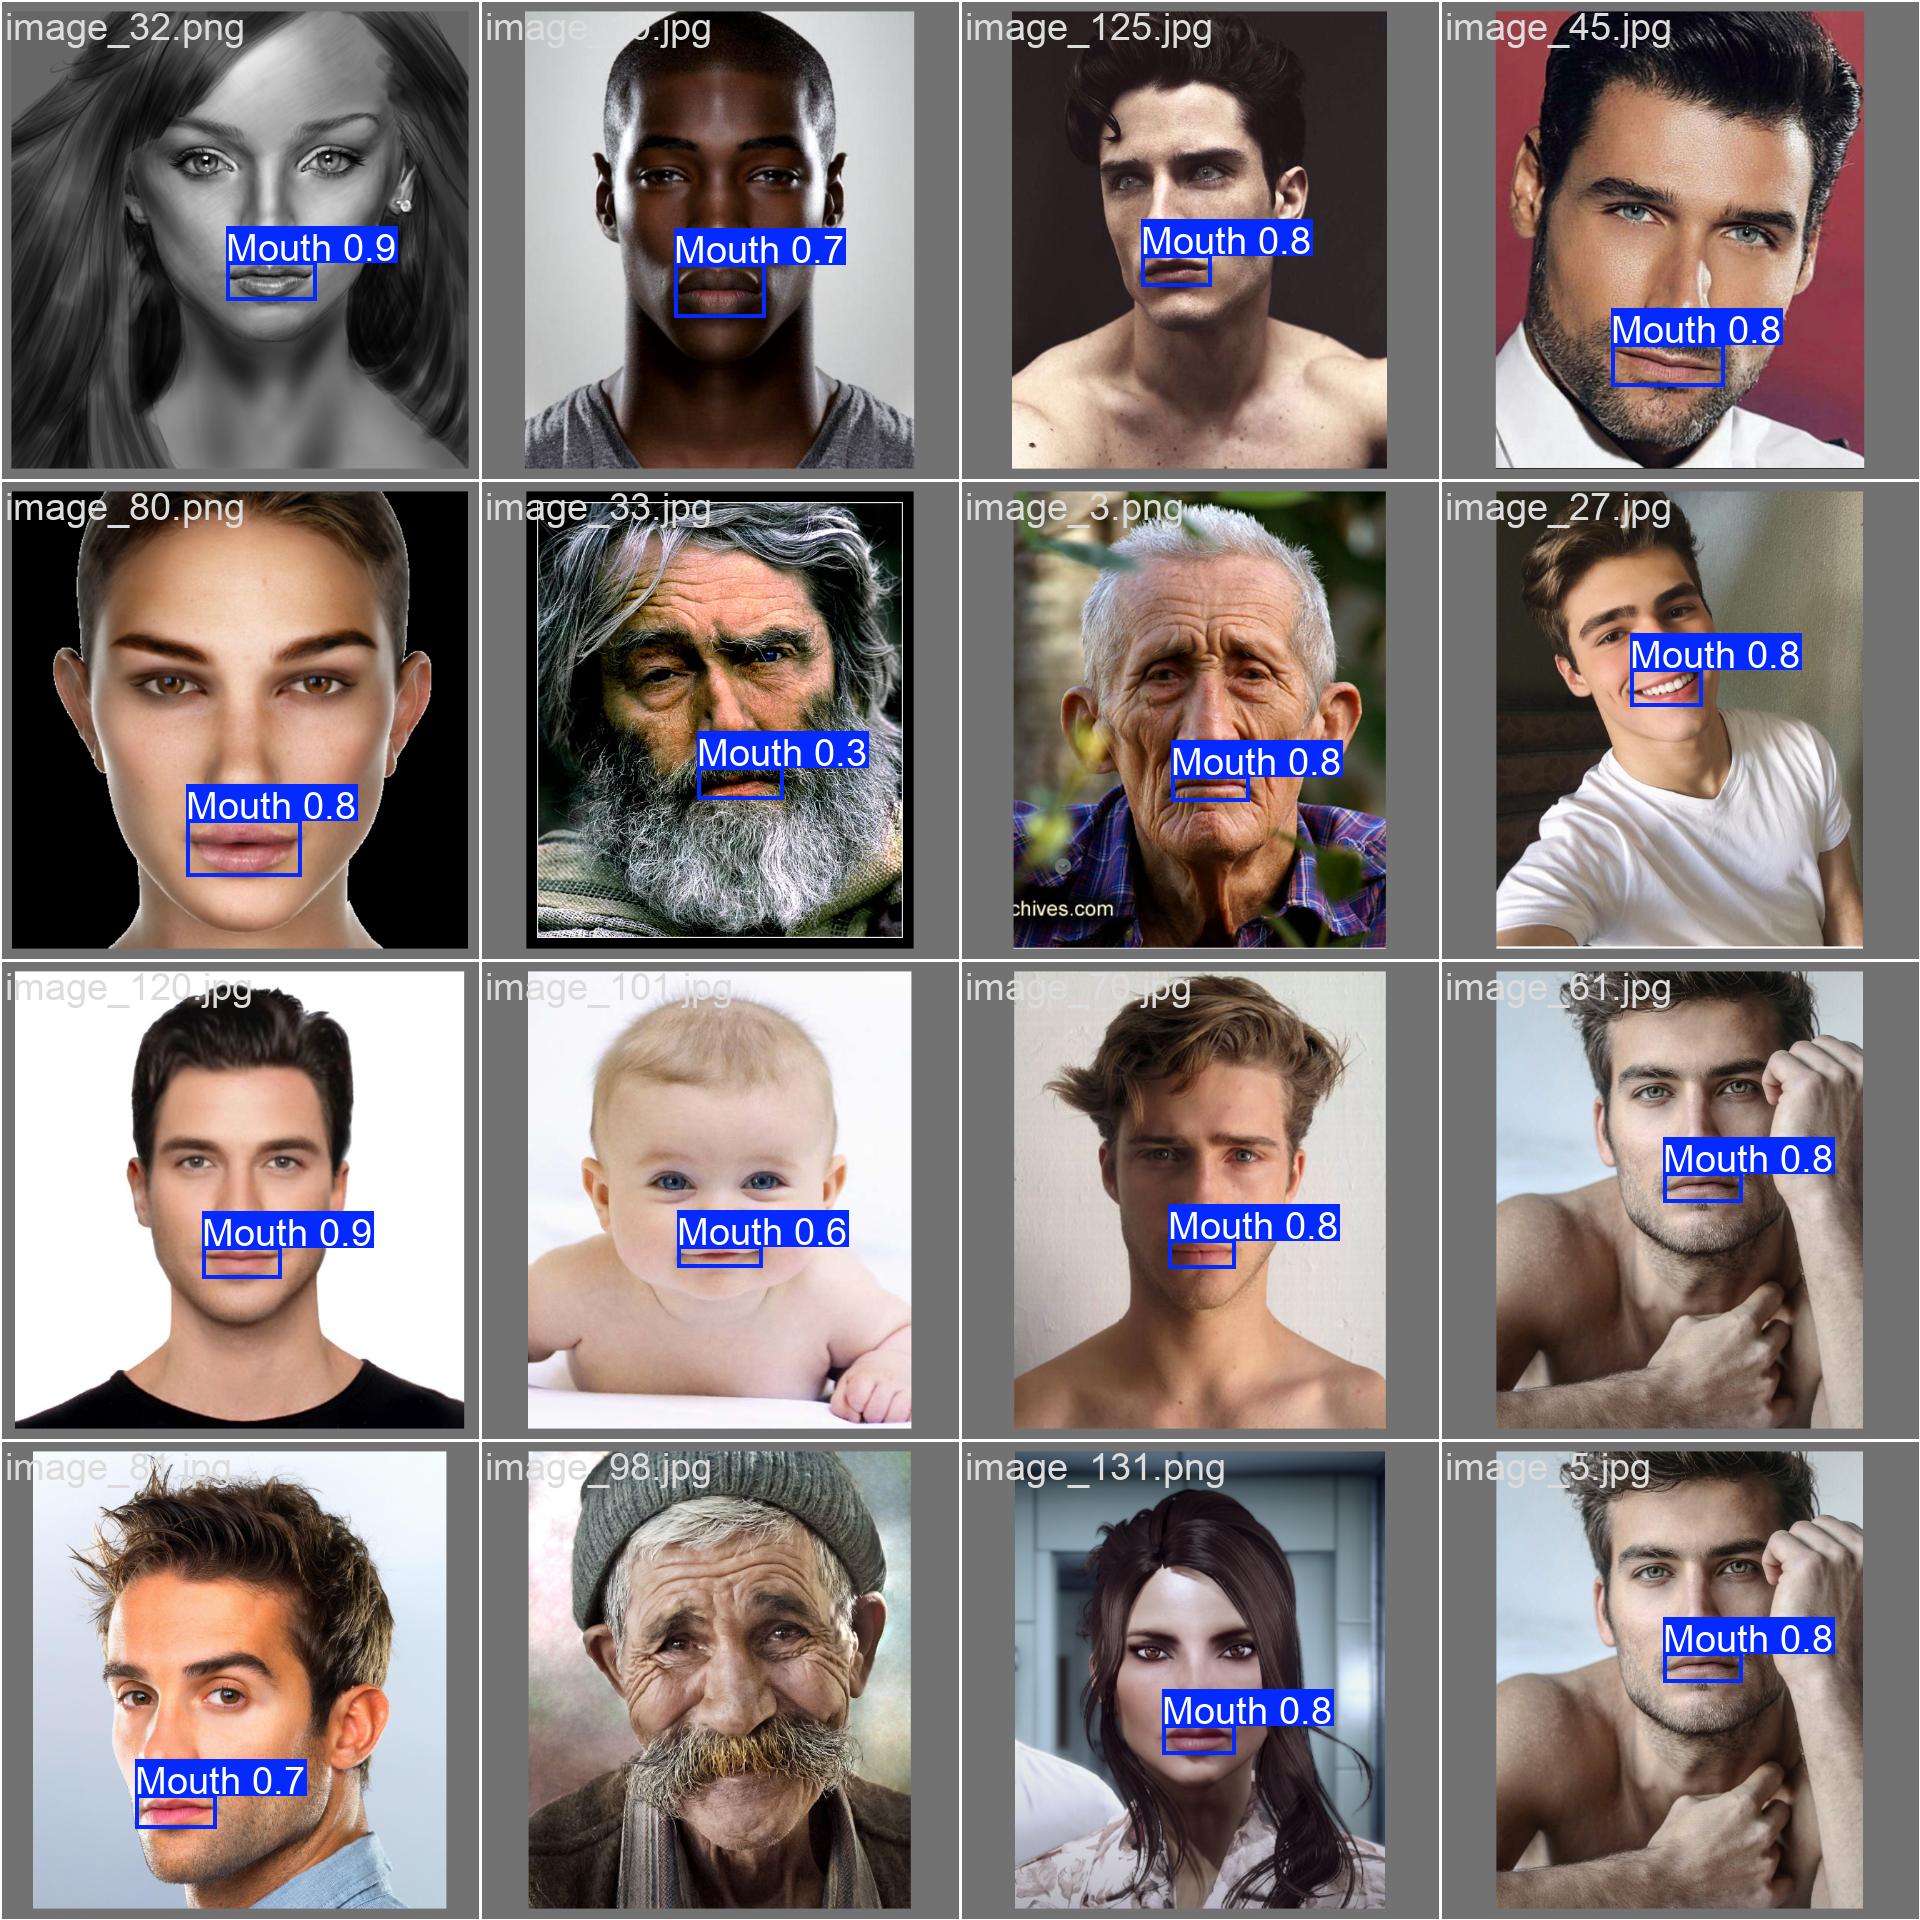 image_32.png
.jpg
image_125.jpg
image_45.jpg
Mouth 0.9
Mouth 0.7
Mouth 0.8
Mouth 0.8
image_80.png
image_33.jpg
image_3.png
image_27.jpg
Mouth 0.8
Mouth 0.3
Mouth 0.8
Mouth 0.8
chives.com
image_120.jpg
image_101.jpg
image_70.jpg
image_61.jpg
Mouth 0.9
Mouth 0.6
Mouth 0.8
Mouth 0.8
.jpg
image_98.jpg
image_131.png
image_5.jpg
Mouth 0.7
Mouth 0.8
Mouth 0.8